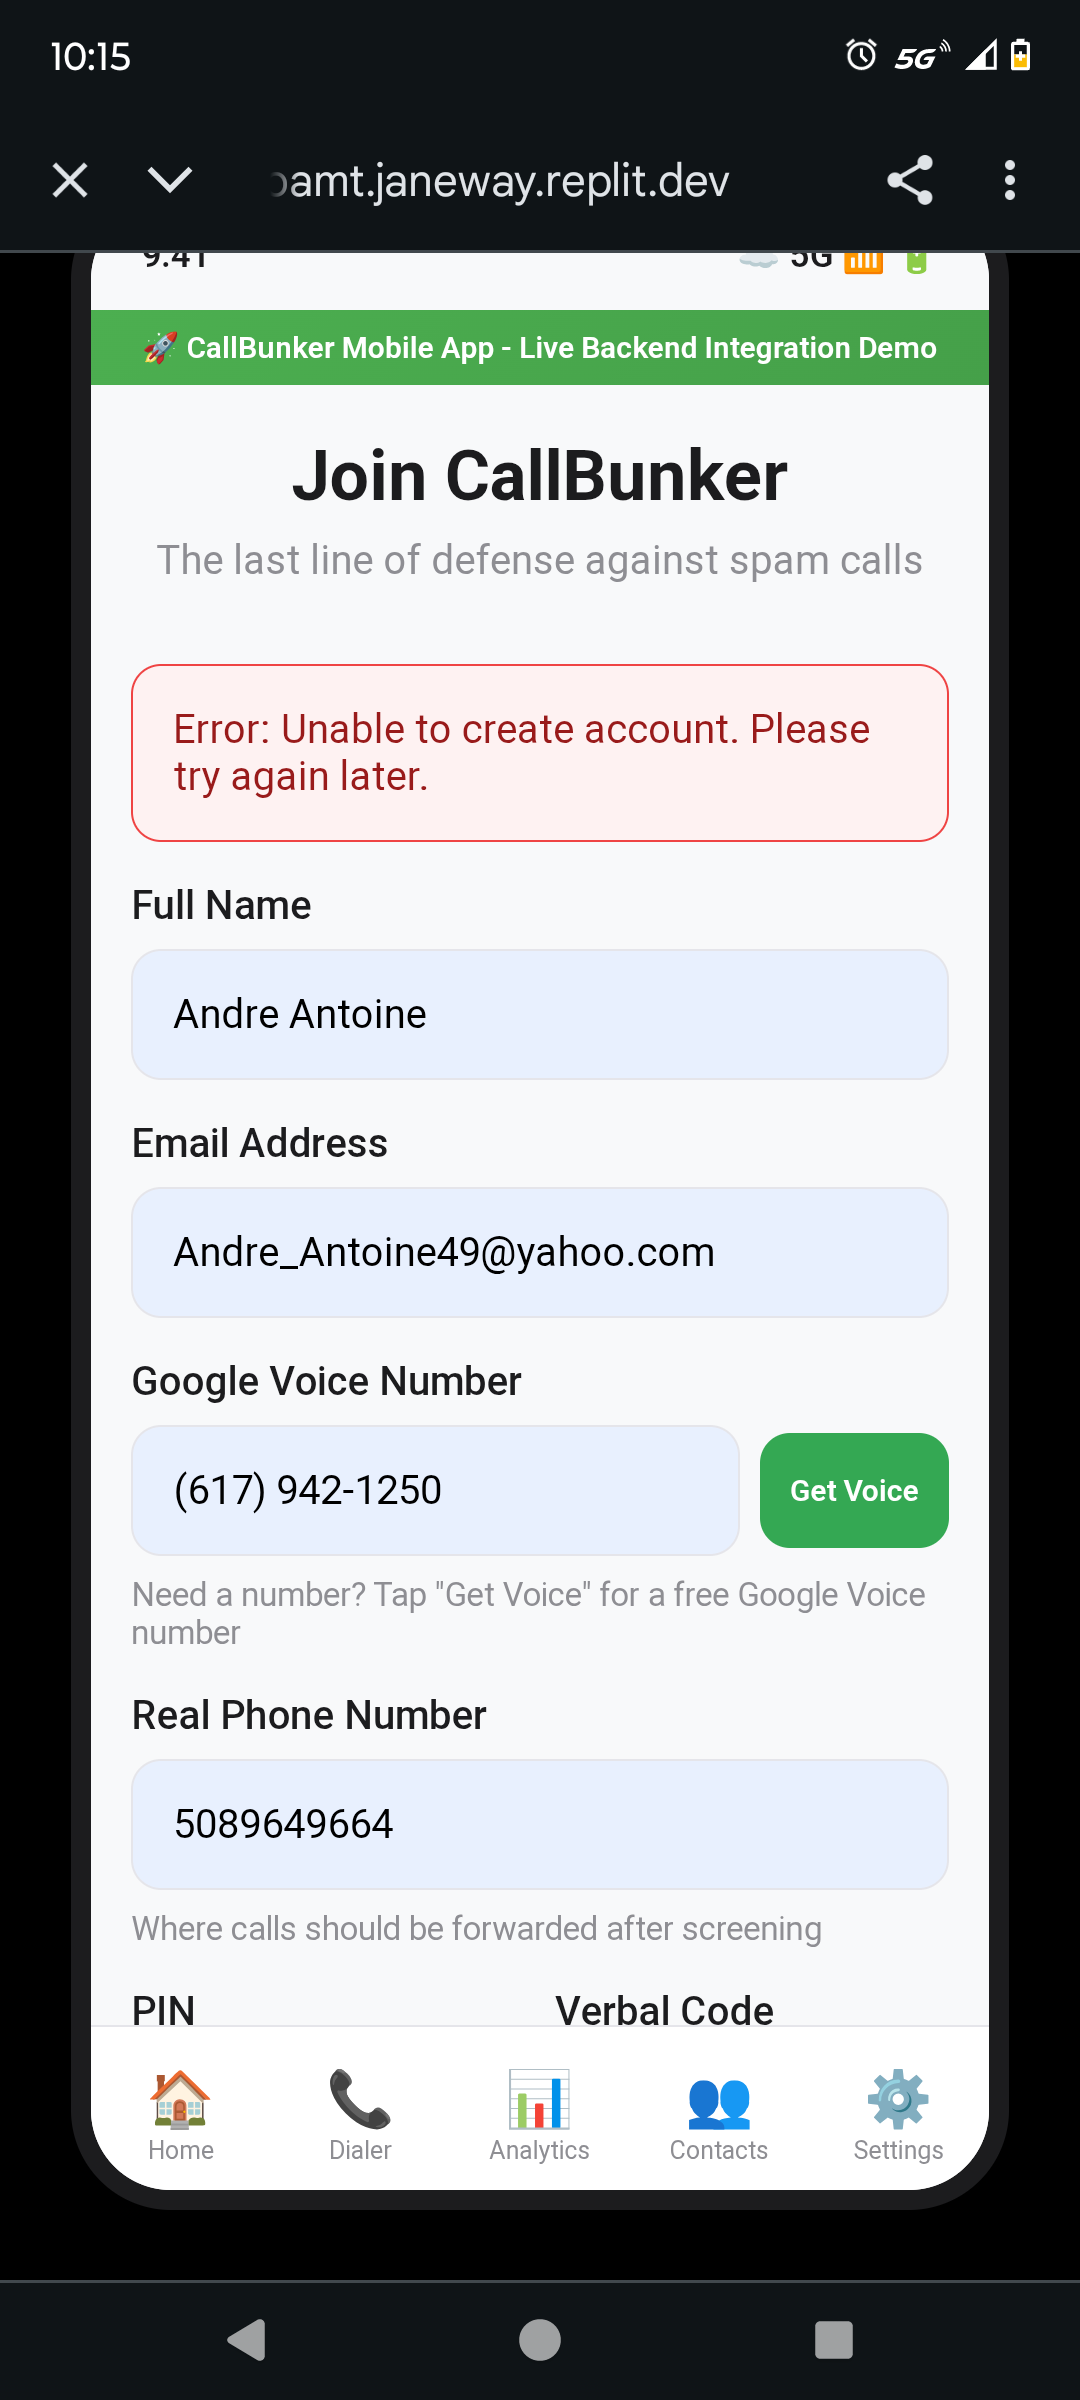 10:15
5G
amt.janeway.replit.dev
9:41
5G
CallBunker Mobile App - Live Backend Integration Demo
Join CallBunker
The last line of defense against spam calls
Error: Unable to create account. Please
try again later.
Full Name
Andre Antoine
Email Address
Andre_Antoine49@yahoo.com
Google Voice Number
(617) 942-1250
Get Voice
Need a number? Tap "Get Voice" for a free Google Voice
number
Real Phone Number
5089649664
Where calls should be forwarded after screening
PIN
Verbal Code
Home
Dialer
Analytics
Contacts
Settings